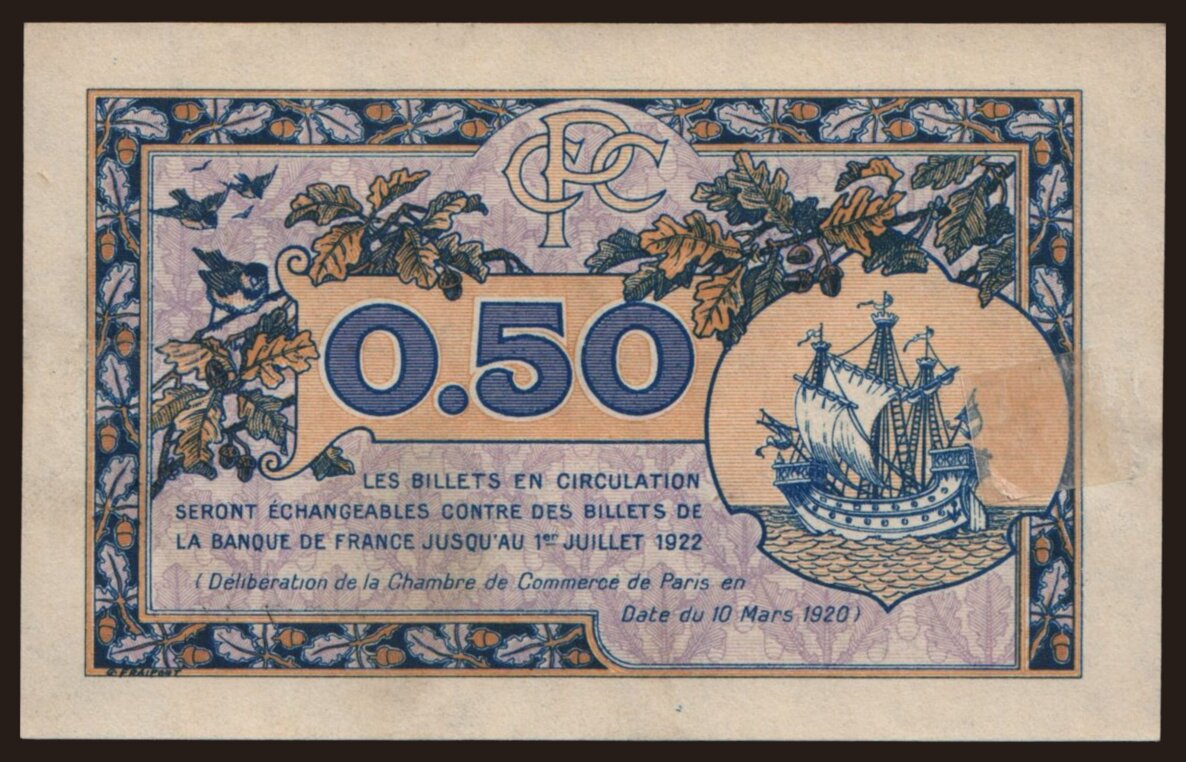 CPC
0.50
LES BILLETS EN CIRCULATION
SERONT ÉCHANGEABLES CONTRE DES BILLETS DE
LA BANQUE DE FRANCE JUSQU'AU 1er JUILLET 1922
(Délibération de la Chambre de Commerce de Paris en
Date du 10 Mars 1920)
G. FRAIPONT